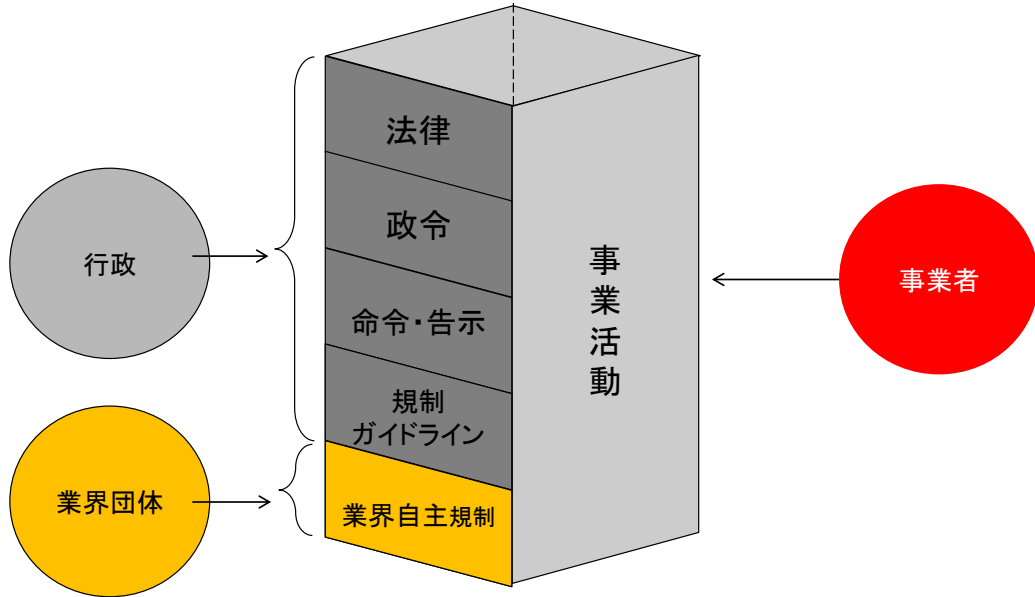 法律
政令
命令・告示
規制
ガイドライン
業界自主規制
事業活動
行政
業界団体
事業者